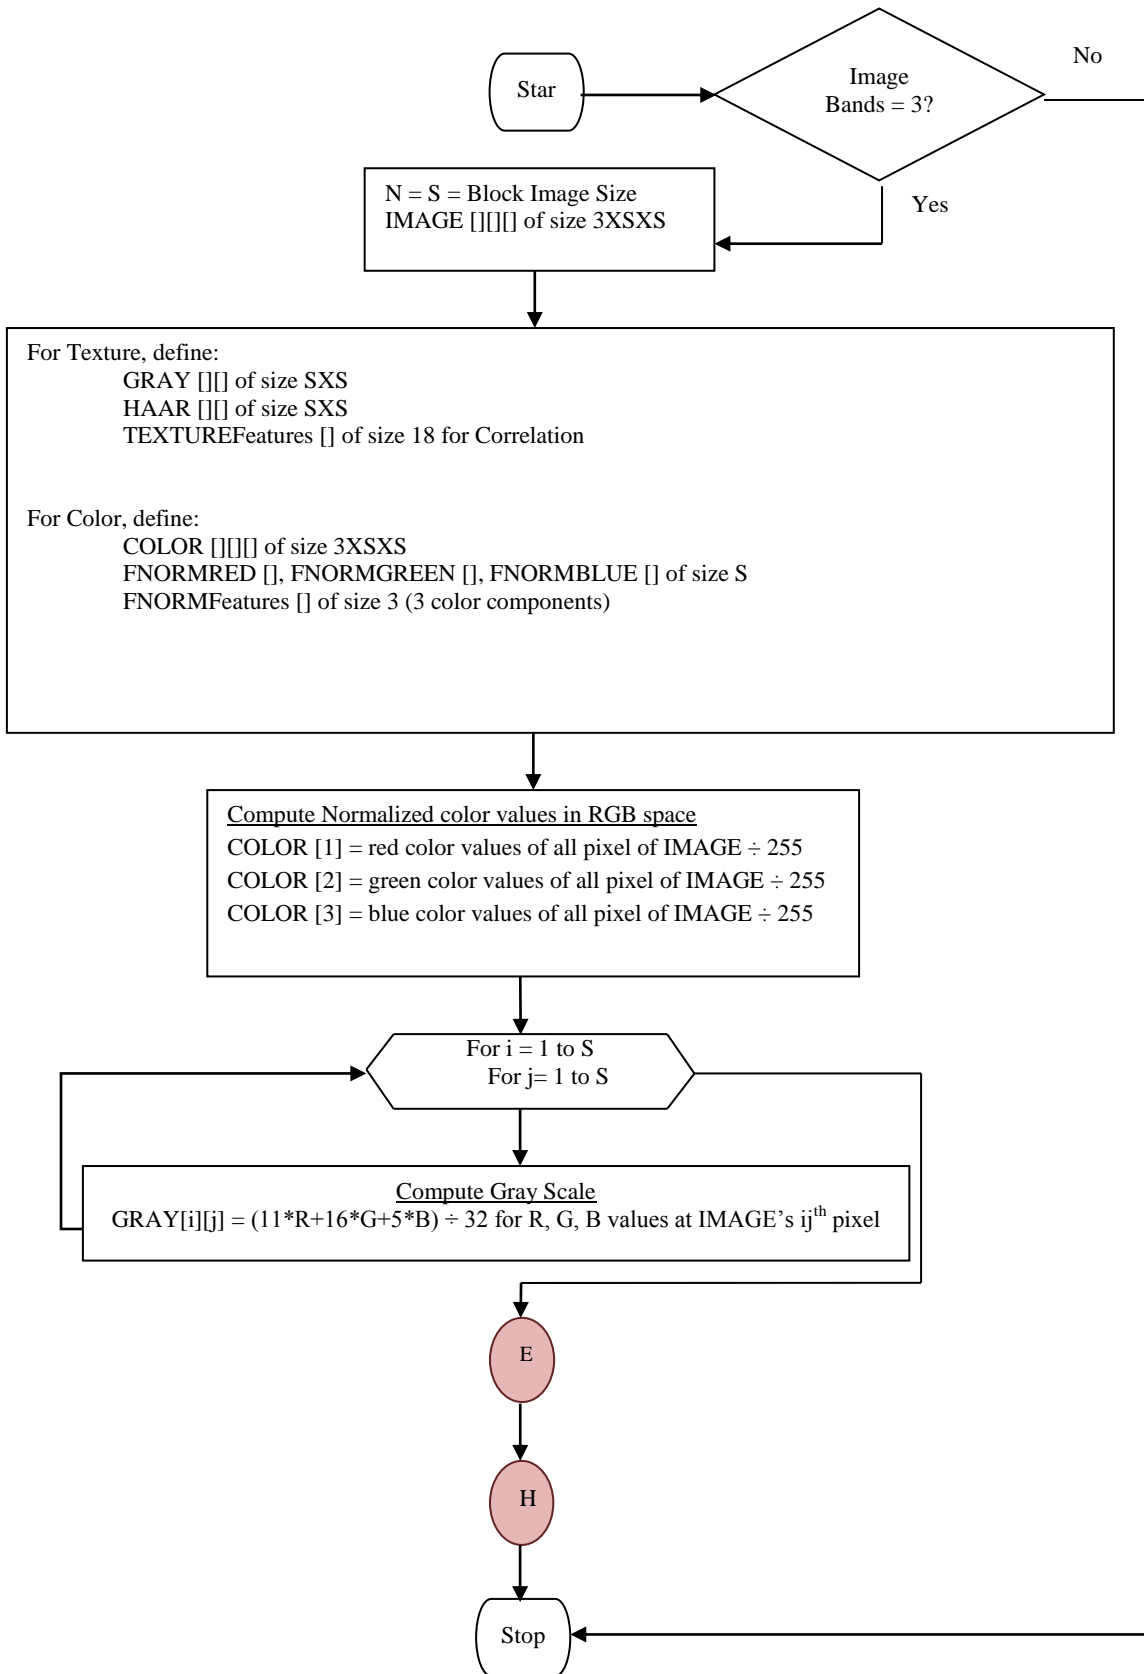 Star
Image
Bands = 3?
No
Yes
N = S = Block Image Size
IMAGE [][][] of size 3XSXS
For Texture, define:
GRAY [][] of size SXS
HAAR [][] of size SXS
TEXTUREFeatures [] of size 18 for Correlation
For Color, define:
COLOR [][][] of size 3XSXS
FNORMRED [], FNORMGREEN [], FNORMBLUE [] of size S
FNORMFeatures [] of size 3 (3 color components)
Compute Normalized color values in RGB space
COLOR [1] = red color values of all pixel of IMAGE ÷ 255
COLOR [2] = green color values of all pixel of IMAGE ÷ 255
COLOR [3] = blue color values of all pixel of IMAGE ÷ 255
For i = 1 to S
For j= 1 to S
Compute Gray Scale
GRAY[i][j] = (11*R+16*G+5*B) ÷ 32 for R, G, B values at IMAGE’s ij^th pixel
E
H
Stop